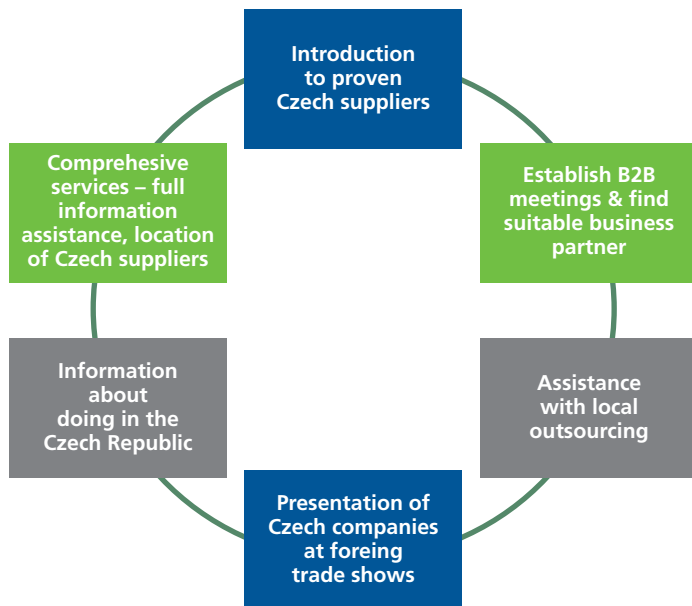 Introduction
to proven
Czech suppliers
Comprehesive
services – full
information
assistance, location
of Czech suppliers
Establish B2B
meetings & find
suitable business
partner
Information
about
doing in the
Czech Republic
Assistance
with local
outsourcing
Presentation of
Czech companies
at foreing
trade shows